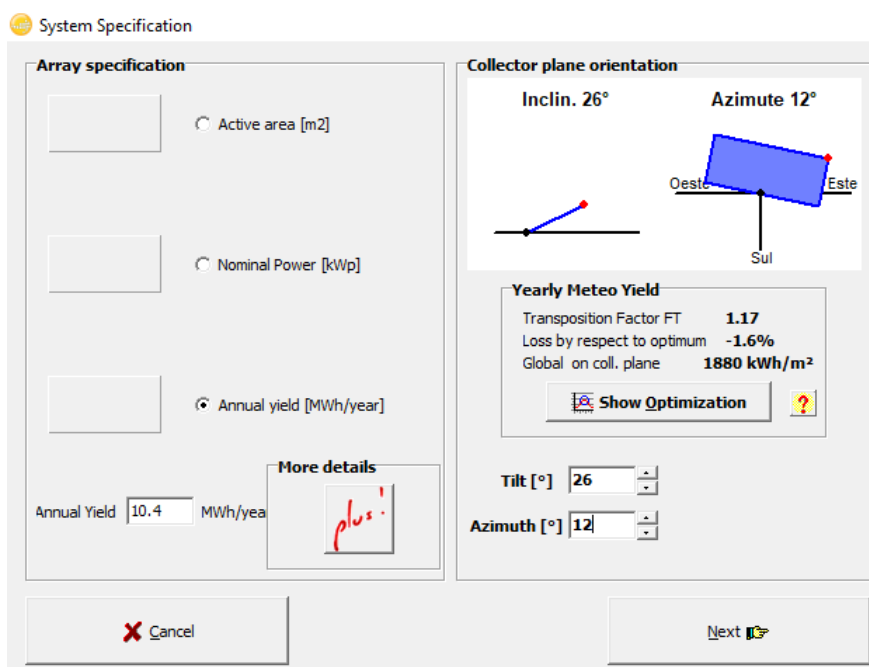 System Specification
Array specification
Active area [m2]
Nominal Power [kWp]
Annual yield [MWh/year]
More details
plus!
Annual Yield 10.4 MWh/yea
Collector plane orientation
Inclin. 26° Azimute 12°
Oeste Este
Sul
Yearly Meteo Yield
Transposition Factor FT 1.17
Loss by respect to optimum -1.6%
Global on coll. plane 1880 kWh/m²
Show Optimization ?
Tilt [°] 26
Azimuth [°] 12
Cancel
Next